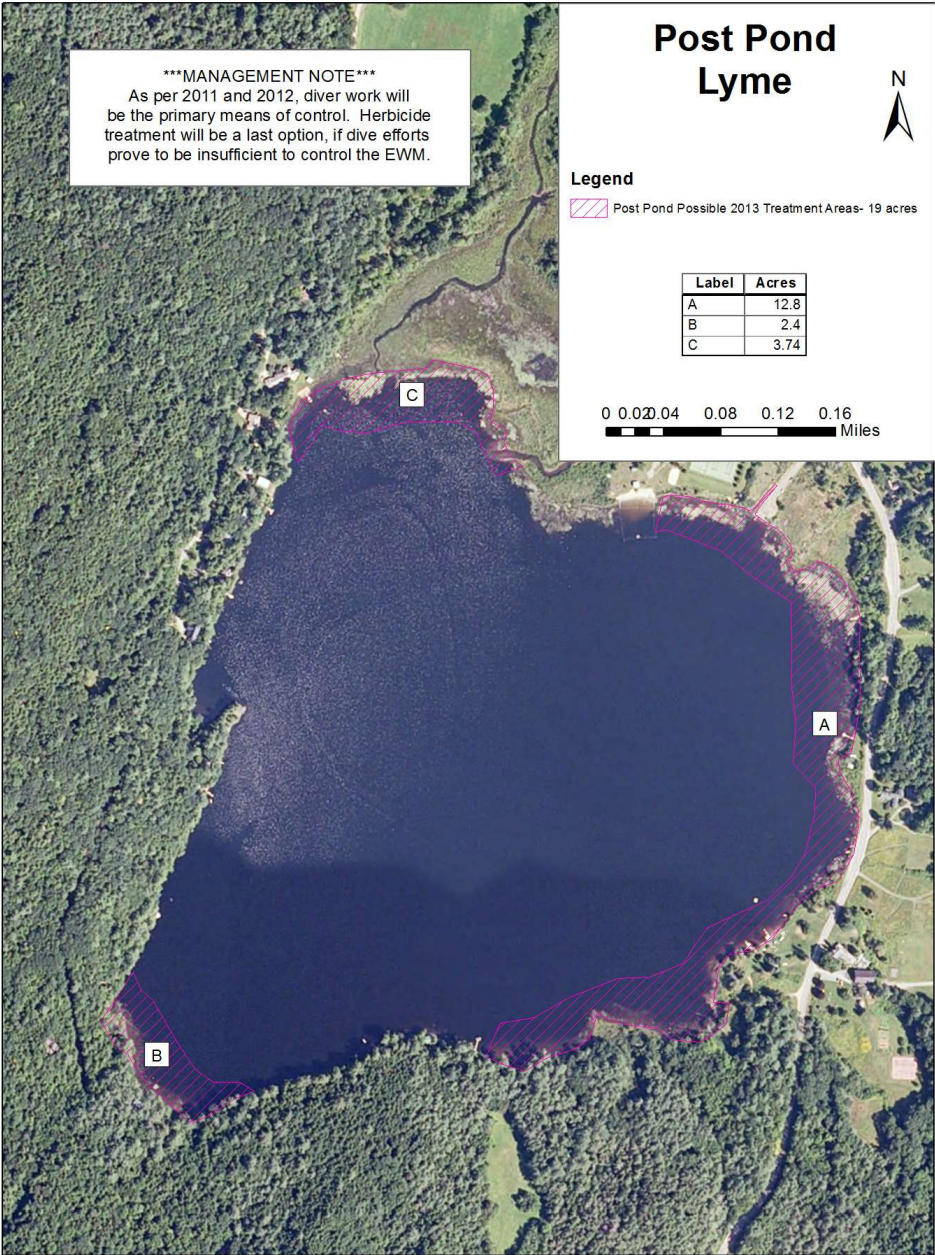 ***MANAGEMENT NOTE***
As per 2011 and 2012, diver work will
be the primary means of control. Herbicide
treatment will be a last option, if dive efforts
prove to be insufficient to control the EWM.
Post Pond
Lyme
N
Legend
Post Pond Possible 2013 Treatment Areas- 19 acres
Label Acres
A 12.8
B 2.4
C 3.74
0 0.02 0.04 0.08 0.12 0.16
Miles
C
A
B